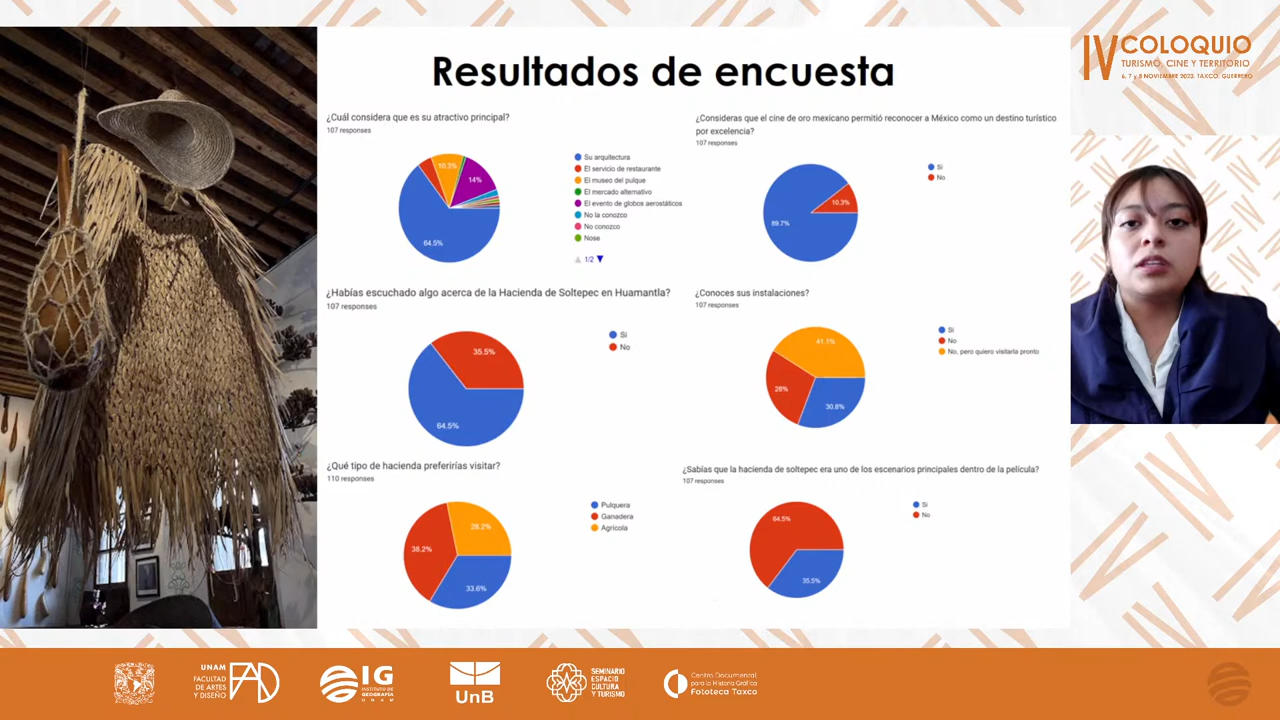 Resultados de encuesta
IV COLOQUIO
TURISMO, CINE Y TERRITORIO
6, 7 y 8 NOVIEMBRE 2023. TAXCO, GUERRERO
¿Cuál considera que es su atractivo principal?
107 responses
10.3%
14%
64.5%
Su arquitectura
El servicio de restaurante
El museo del pulque
El mercado alternativo
El evento de globos aerostáticos
No la conozco
No conozco
Nose
1/2
¿Consideras que el cine de oro mexicano permitió reconocer a México como un destino turístico
por excelencia?
107 responses
89.7%
10.3%
Si
No
¿Habías escuchado algo acerca de la Hacienda de Soltepec en Huamantla?
107 responses
35.5%
64.5%
Si
No
¿Conoces sus instalaciones?
107 responses
41.1%
28%
30.8%
Si
No
No, pero quiero visitarla pronto
¿Qué tipo de hacienda preferirías visitar?
110 responses
28.2%
38.2%
33.6%
Pulquera
Ganadera
Agrícola
¿Sabías que la hacienda de soltepec era uno de los escenarios principales dentro de la película?
107 responses
64.5%
35.5%
Si
No
UNAM
FACULTAD
DE ARTES
Y DISEÑO
FAD
IG
INSTITUTO DE
GEOGRAFÍA
UNAM
UnB
SEMINARIO
ESPACIO
CULTURA
Y TURISMO
Centro Documental
para la Historia Gráfica
Fototeca Taxco